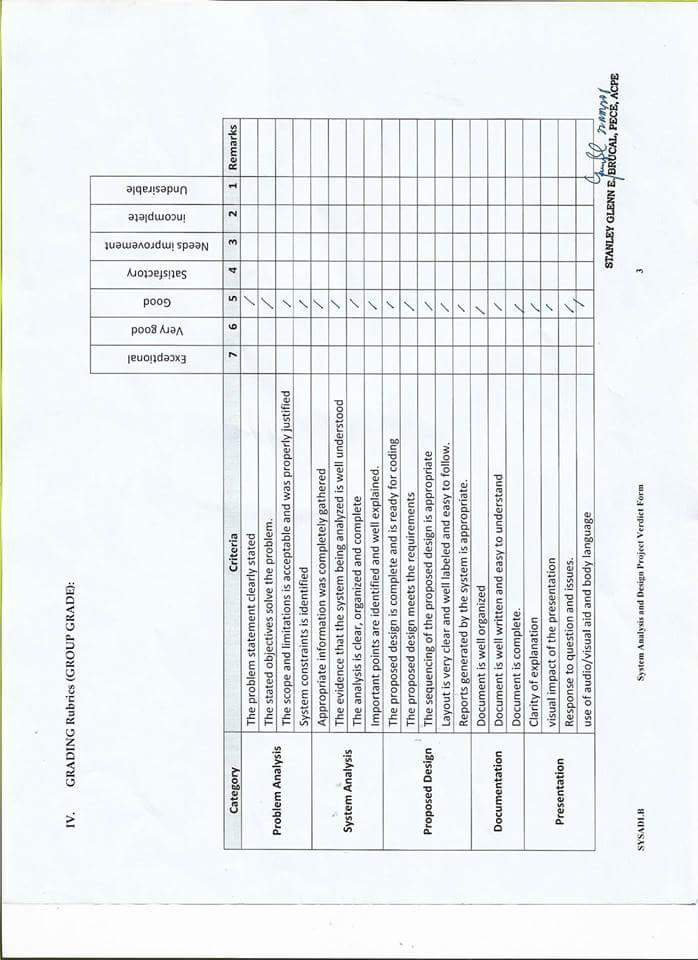 IV. GRADING Rubrics (GROUP GRADE):
Exceptional Very good Good Satisfactory Needs improvement incomplete Undesirable
Category Criteria 7 6 5 4 3 2 1 Remarks
Problem Analysis
The problem statement clearly stated /
The stated objectives solve the problem. /
The scope and limitations is acceptable and was properly justified /
System constraints is identified /
System Analysis
Appropriate information was completely gathered /
The evidence that the system being analyzed is well understood /
The analysis is clear, organized and complete /
Important points are identified and well explained. /
Proposed Design
The proposed design is complete and is ready for coding /
The proposed design meets the requirements /
The sequencing of the proposed design is appropriate /
Layout is very clear and well labeled and easy to follow. /
Reports generated by the system is appropriate. /
Documentation
Document is well organized /
Document is well written and easy to understand /
Document is complete. /
Presentation
Clarity of explanation /
visual impact of the presentation /
Response to question and issues. /
use of audio/visual aid and body language /
STANLEY GLENN E. BRUCAL, PECE, ACPE
SYSADLB System Analysis and Design Project Verdict Form 3